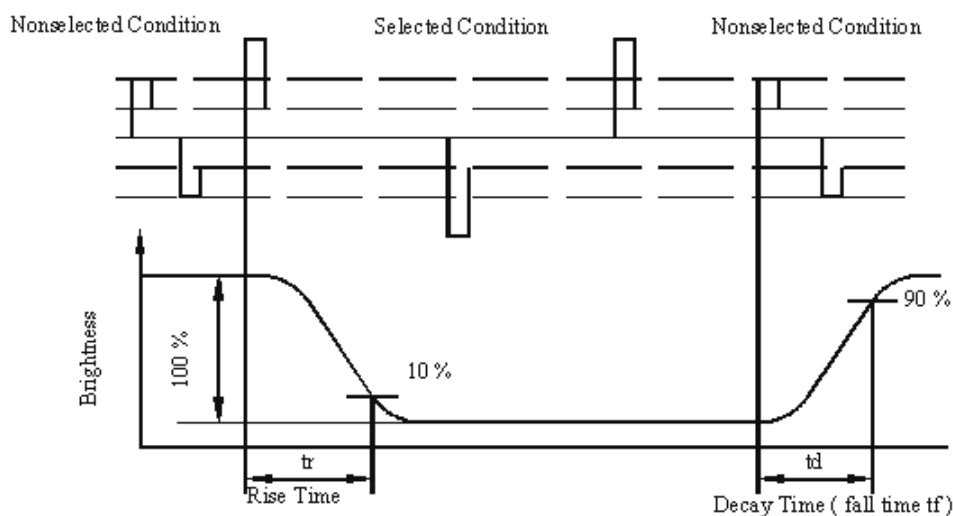 Nonselected Condition
Selected Condition
Nonselected Condition
Brightness
100 %
10 %
90 %
tr
Rise Time
td
Decay Time ( fall time tf )